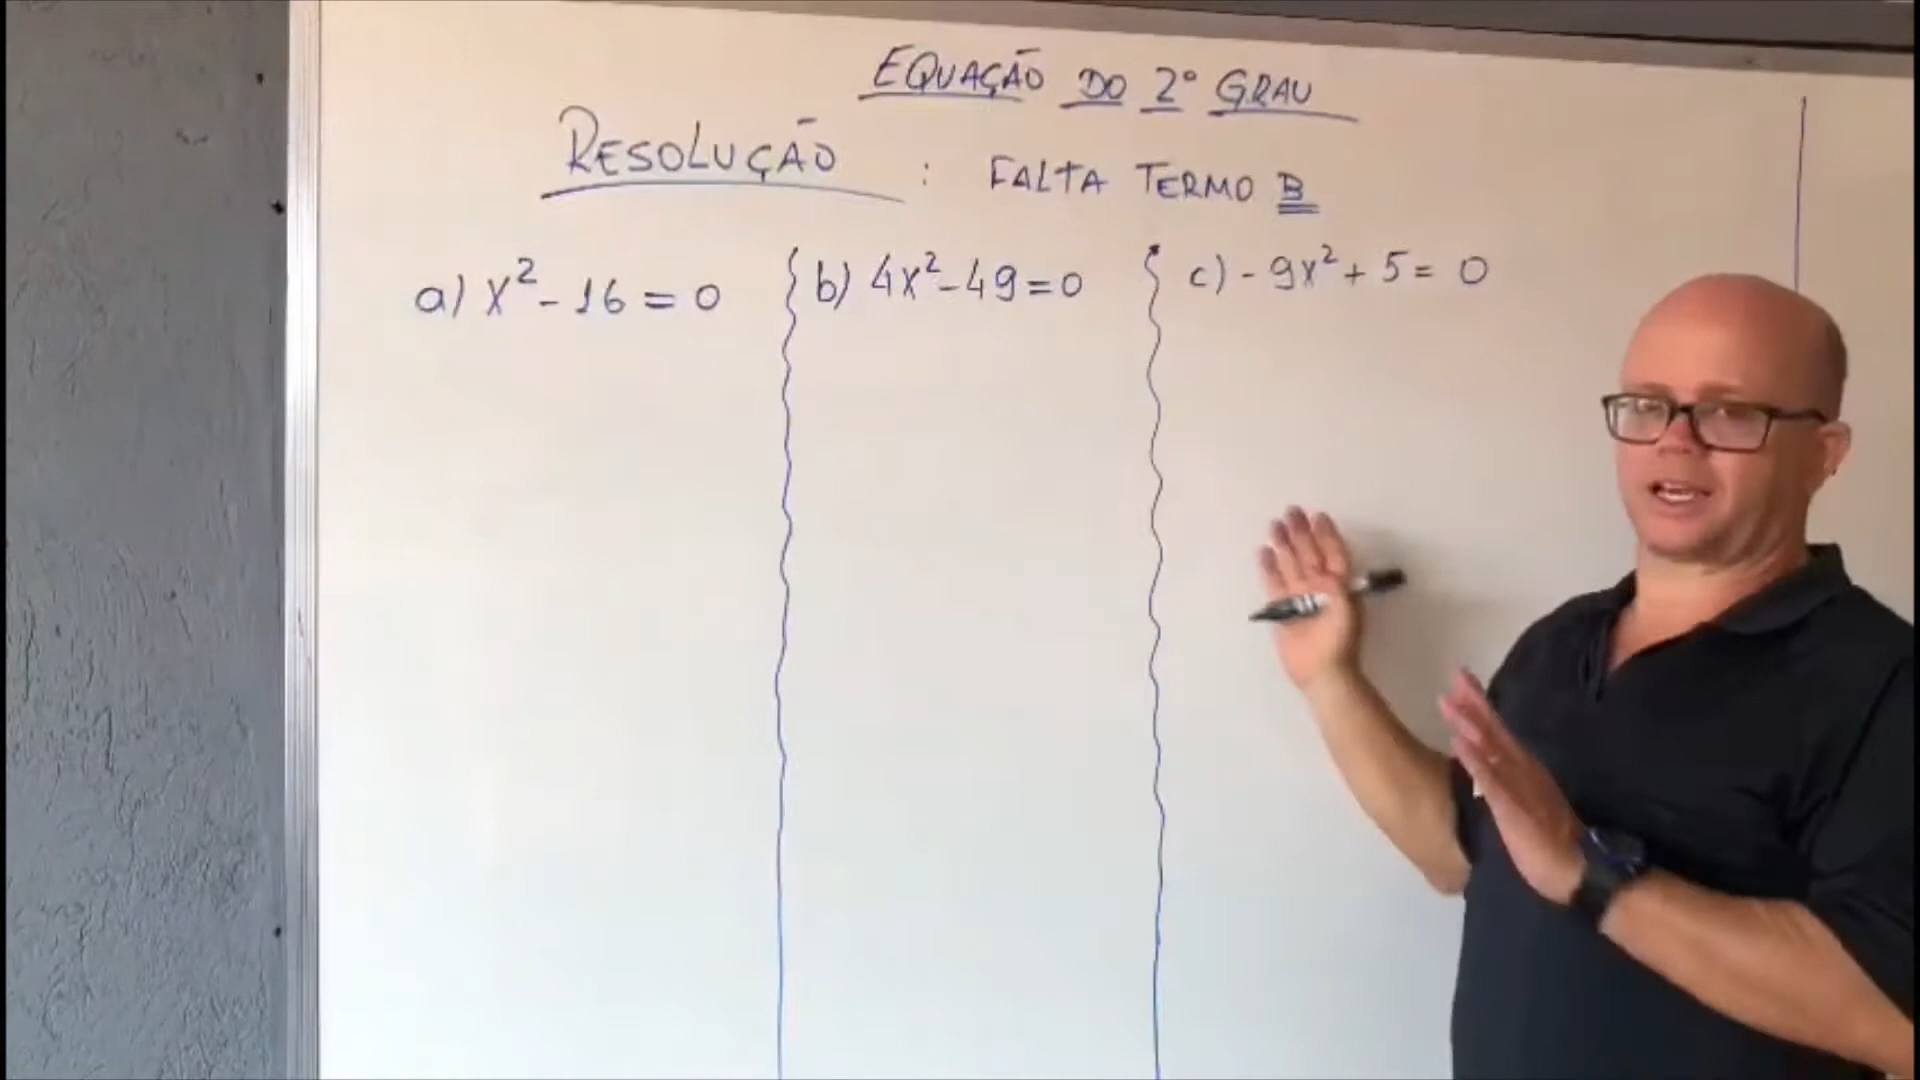 EQUAÇÃO DO 2° GRAU
RESOLUÇÃO : FALTA TERMO B
a) x² - 16 = 0
b) 4x² - 49 = 0
c) - 9x² + 5 = 0